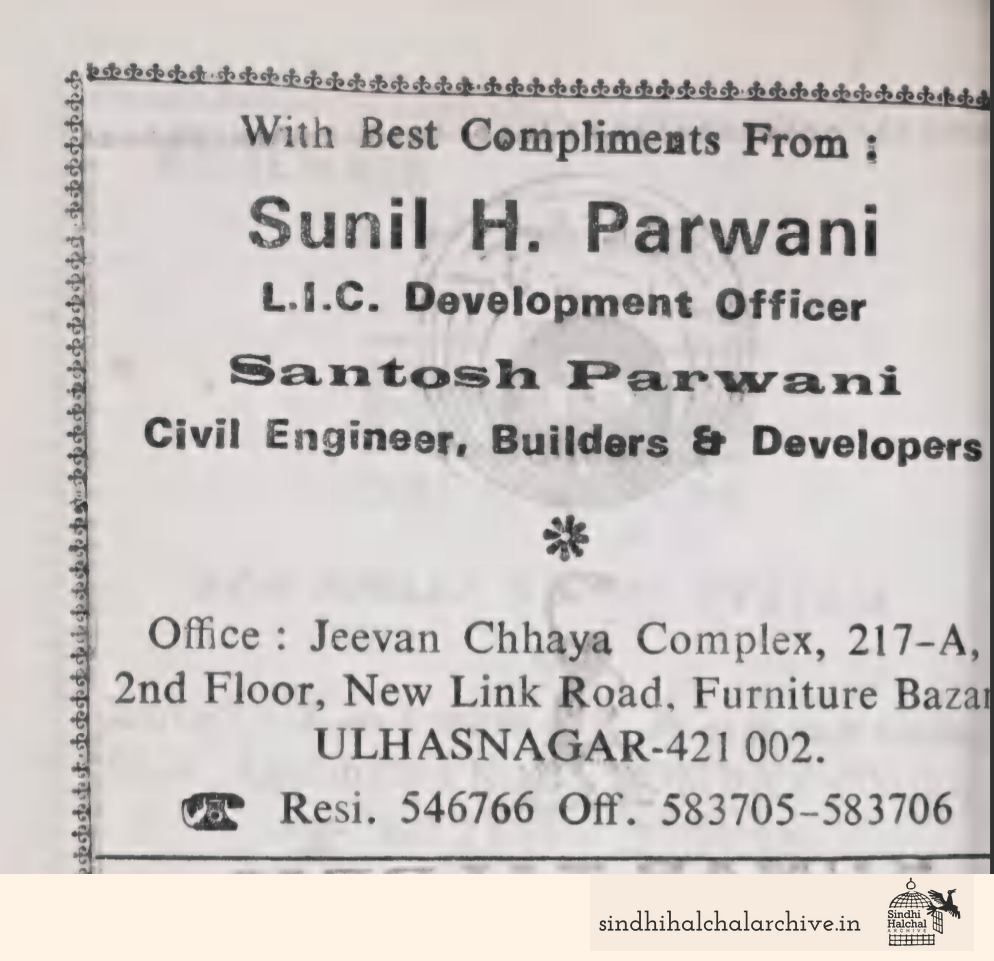 With Best Compliments From :
Sunil H. Parwani
L.I.C. Development Officer
Santosh Parwani
Civil Engineer, Builders & Developers
Office : Jeevan Chhaya Complex, 217-A,
2nd Floor, New Link Road, Furniture Bazar
ULHASNAGAR-421 002.
Resi. 546766 Off. 583705-583706
sindhihalchalarchive.in
Sindhi
Halchal
ARCHIVE